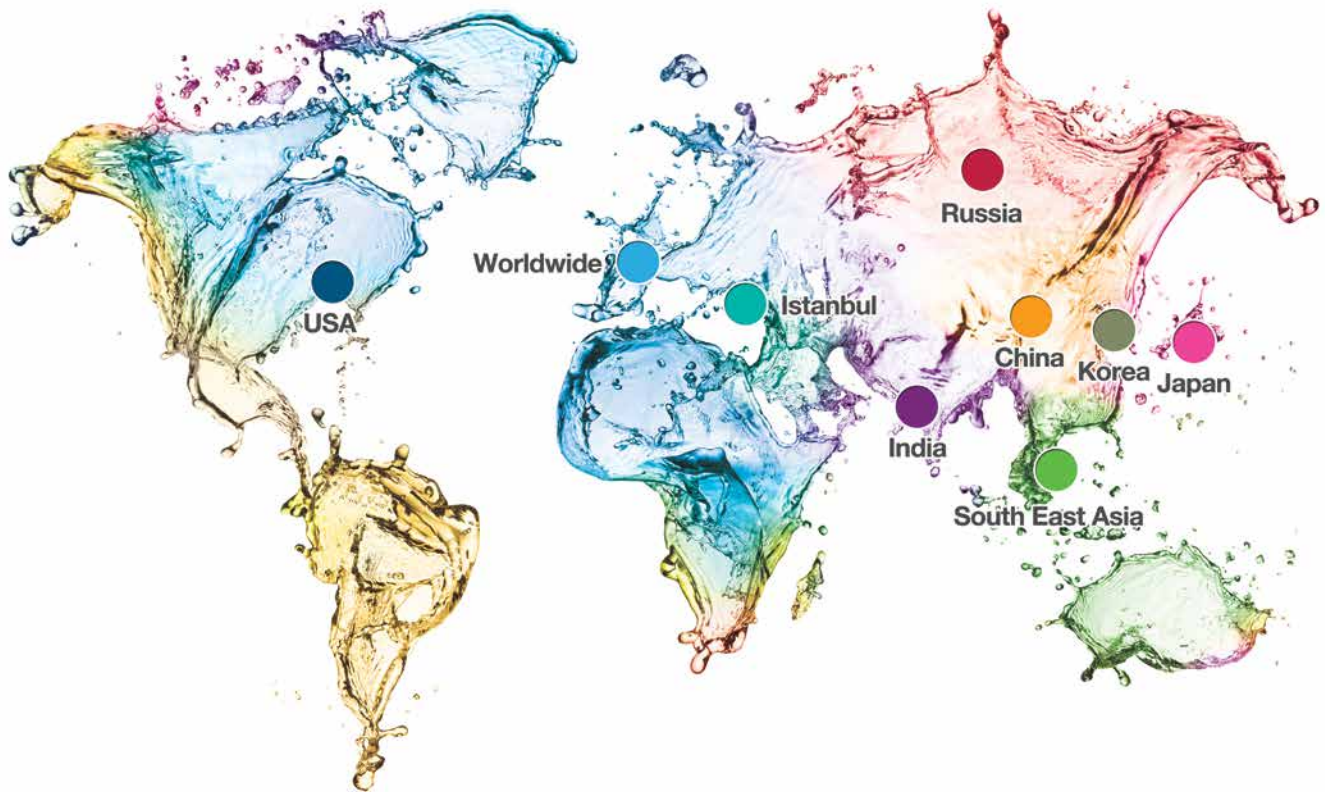 Russia
Worldwide
USA
Istanbul
China
Korea
Japan
India
South East Asia